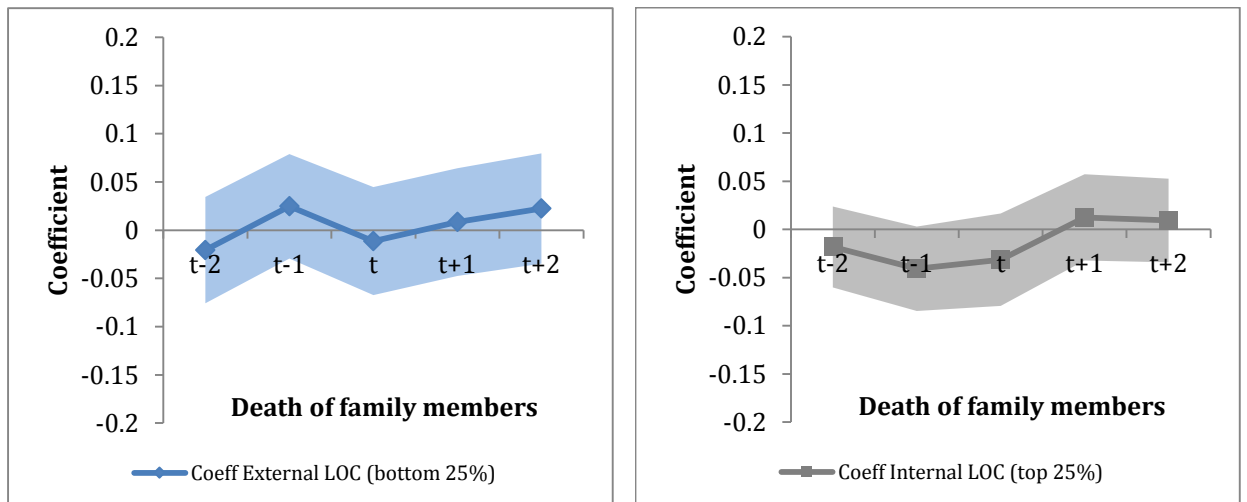 0.2
0.15
0.1
0.05
0
-0.05
-0.1
-0.15
-0.2
Coefficient
t-2 t-1 t t+1 t+2
Death of family members
Coeff External LOC (bottom 25%)
0.2
0.15
0.1
0.05
0
-0.05
-0.1
-0.15
-0.2
Coefficient
t-2 t-1 t t+1 t+2
Death of family members
Coeff Internal LOC (top 25%)